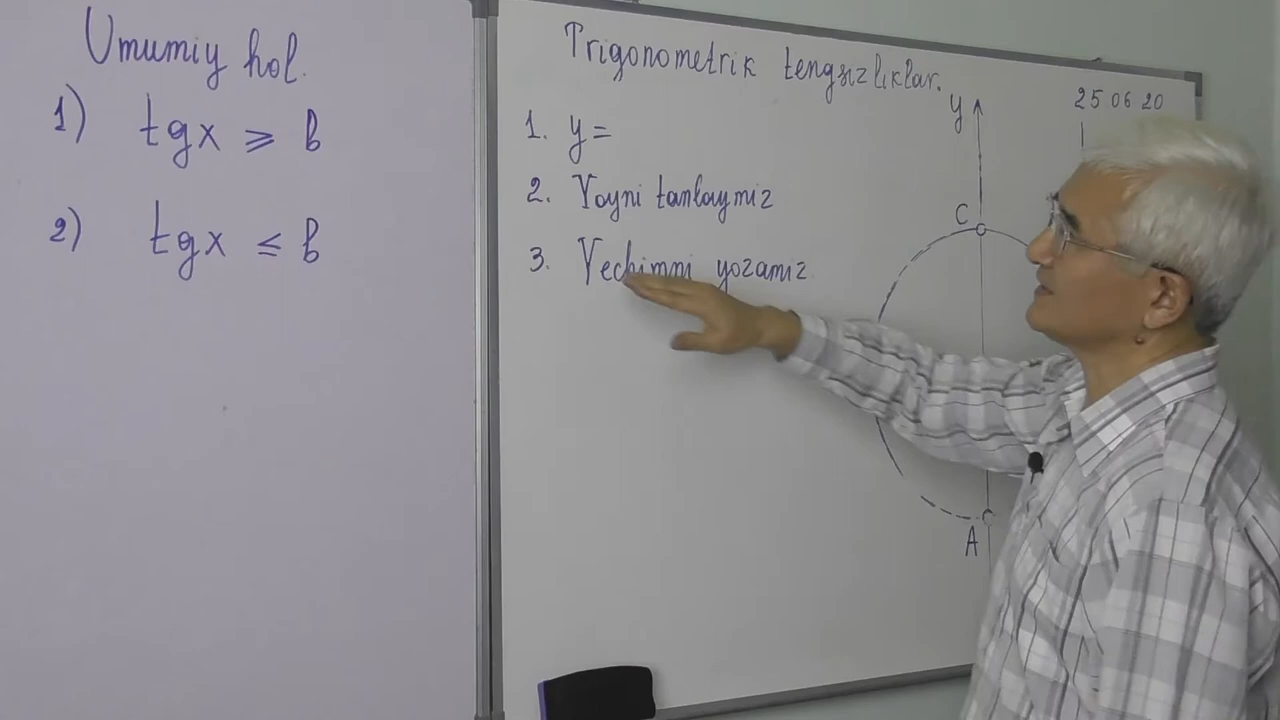 Umumiy hol.
1) tgx ⩾ b
2) tgx ≤ b
Trigonometrik tengsizliklar.
25 06 20
1. y=
2. Yoyni tanlaymiz
3. Yechimni yozamiz
y
C
A